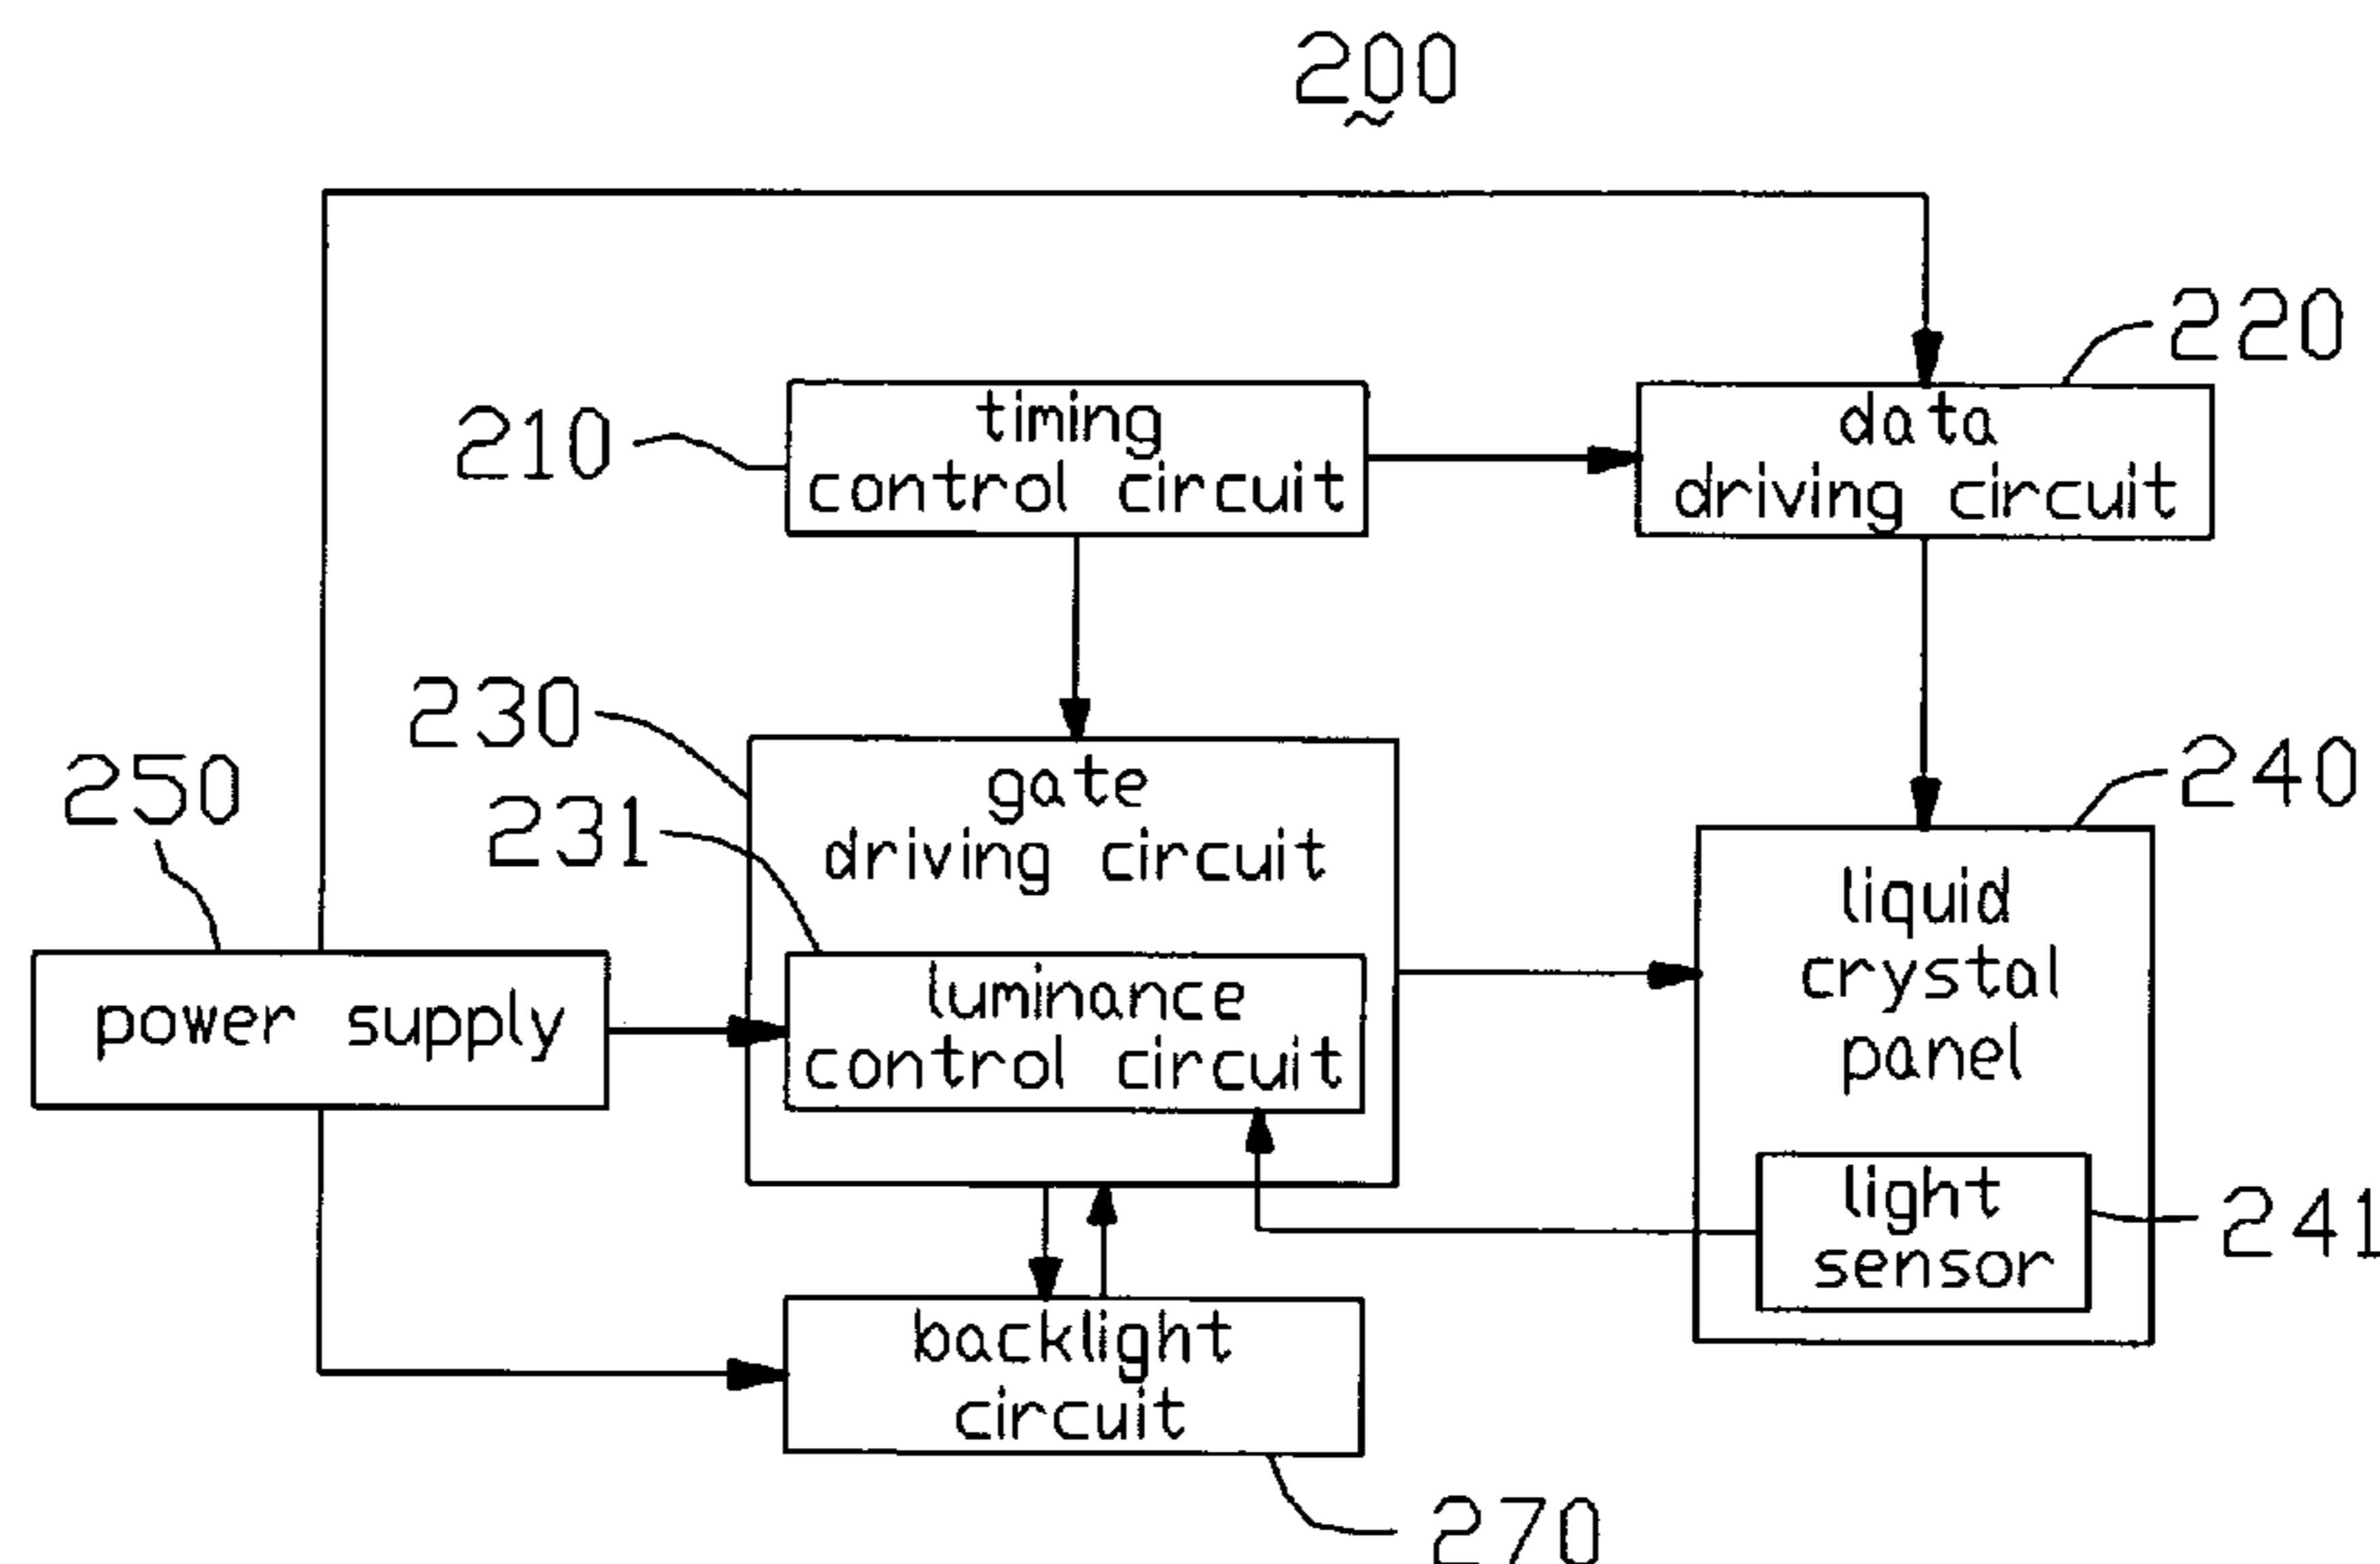 200
220
210
timing
control circuit
data
driving circuit
230
250
231
gate
driving circuit
240
liquid
crystal
panel
power supply
luminance
control circuit
light
sensor
241
backlight
circuit
270